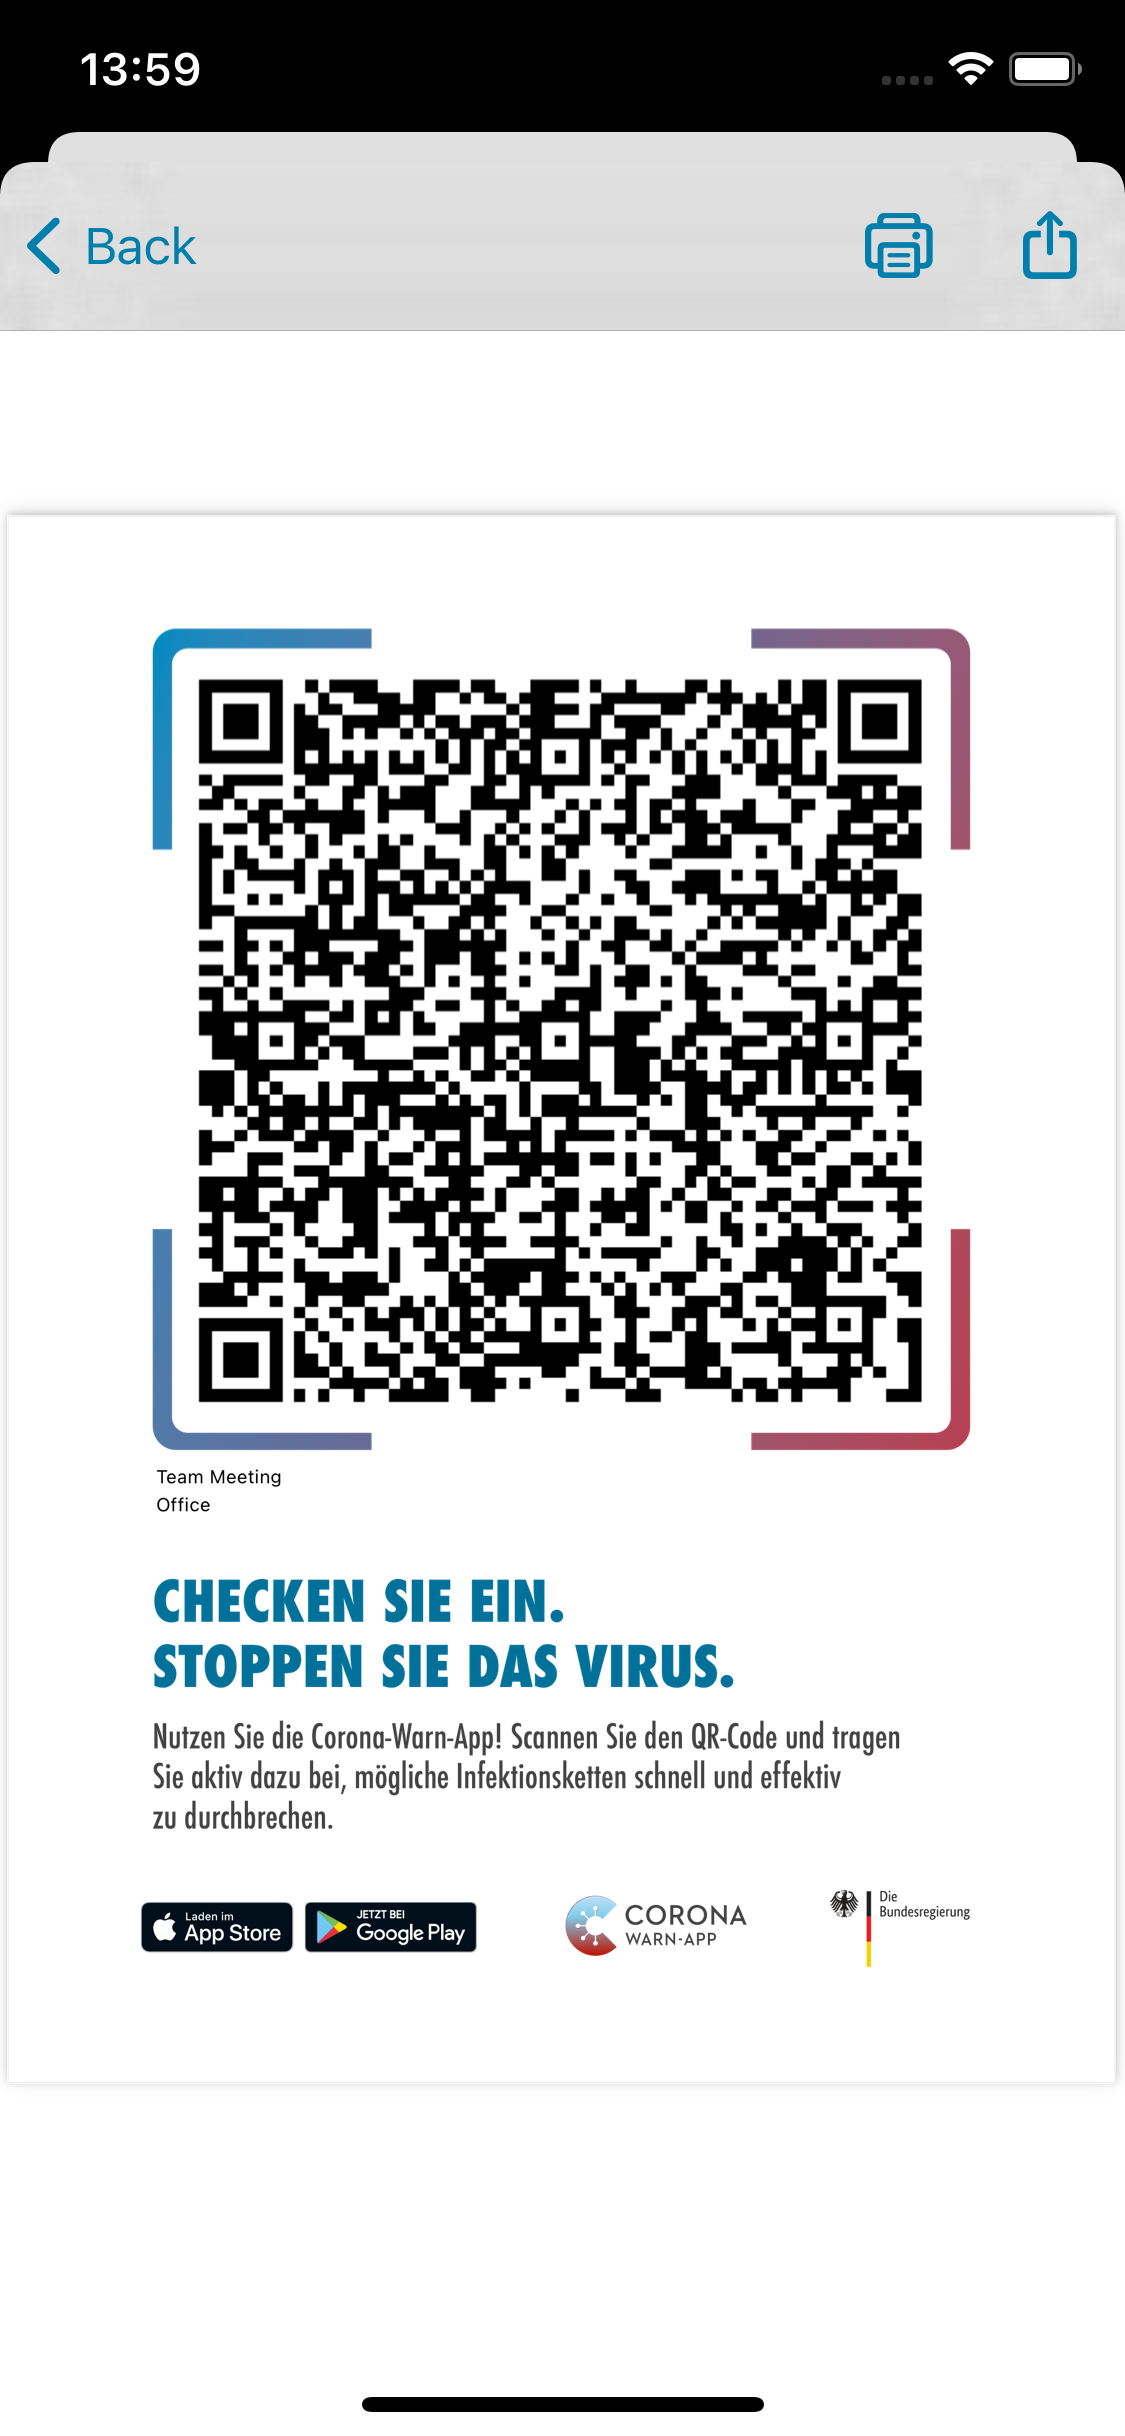 13:59
Back
Team Meeting
Office
CHECKEN SIE EIN.
STOPPEN SIE DAS VIRUS.
Nutzen Sie die Corona-Warn-App! Scannen Sie den QR-Code und tragen
Sie aktiv dazu bei, mögliche Infektionsketten schnell und effektiv
zu durchbrechen.
Laden im
App Store
JETZT BEI
Google Play
CORONA
WARN-APP
Die
Bundesregierung